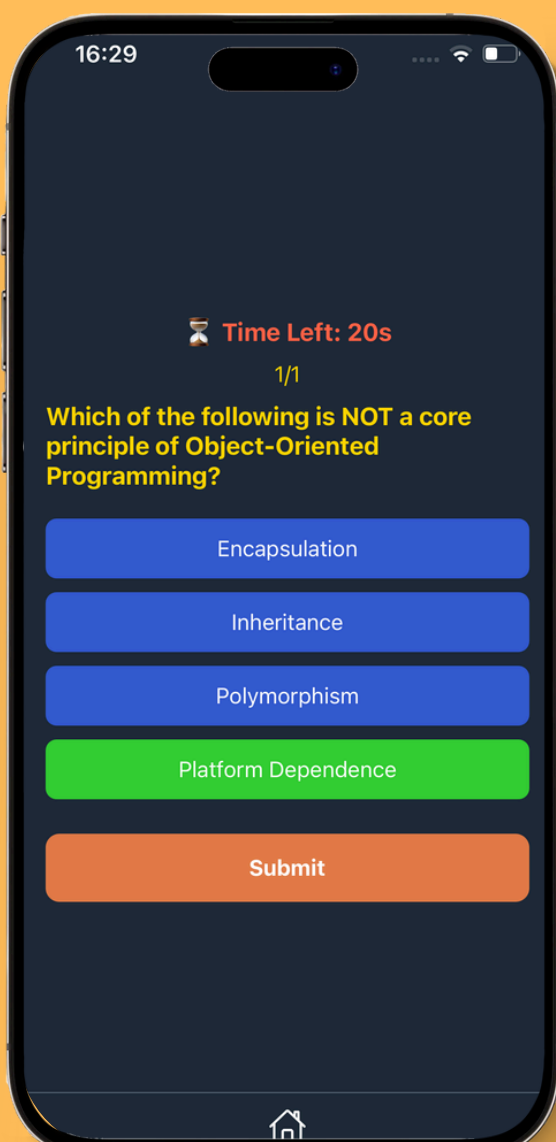 16:29
⏳ Time Left: 20s
1/1
Which of the following is NOT a core
principle of Object-Oriented
Programming?
Encapsulation
Inheritance
Polymorphism
Platform Dependence
Submit